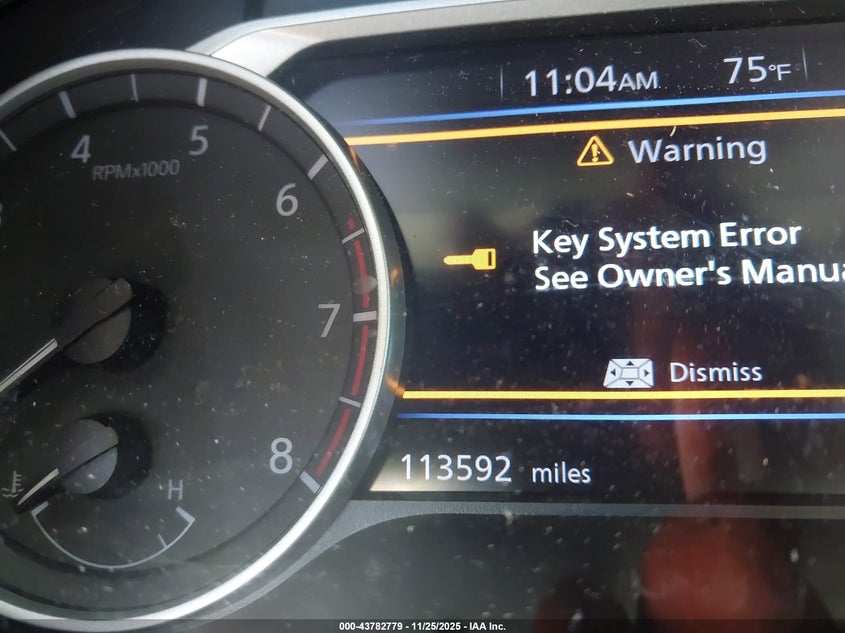 11:04AM 75°F
Warning
Key System Error
See Owner's Manua
Dismiss
113592 miles
4
5
RPMx1000
6
7
8
H
000-43782779 - 11/25/2025 - IAA Inc.